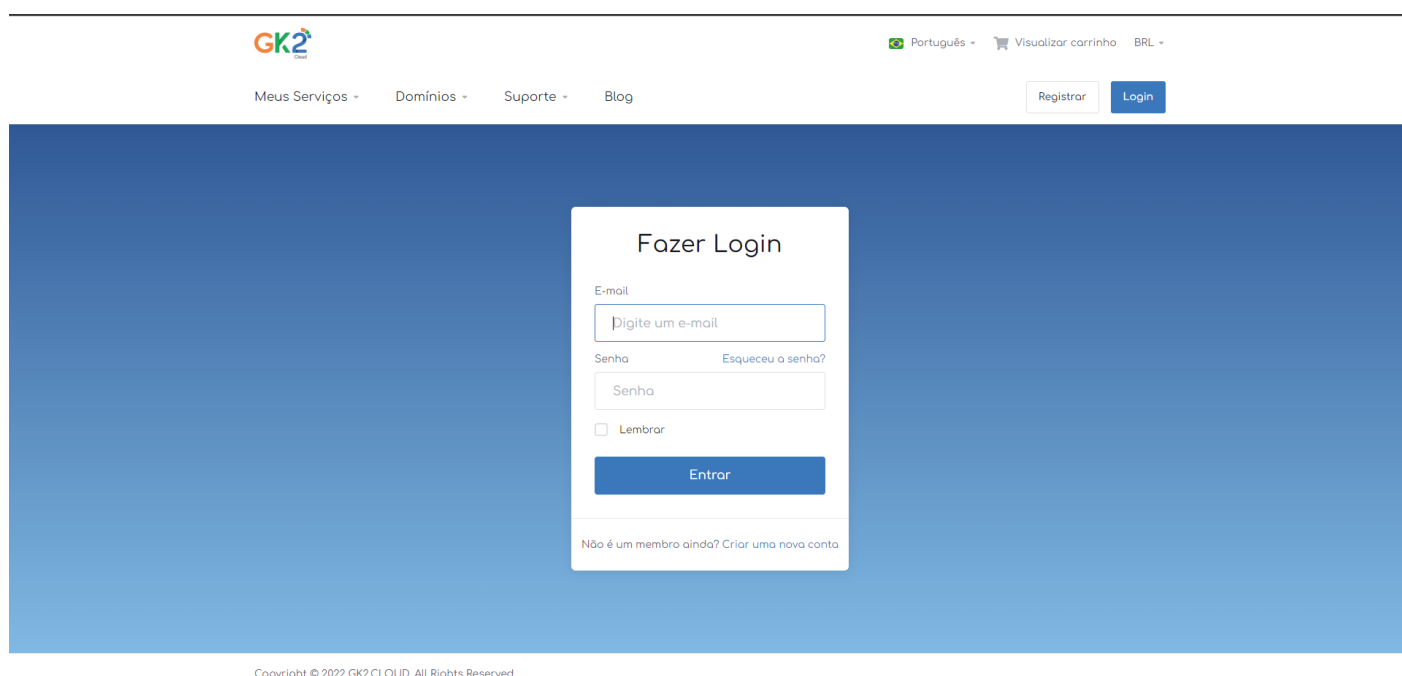 GK2
Cloud
Português
Visualizar carrinho
BRL
Meus Serviços
Domínios
Suporte
Blog
Registrar
Login
Fazer Login
E-mail
Digite um e-mail
Senha
Esqueceu a senha?
Senha
Lembrar
Entrar
Não é um membro ainda? Criar uma nova conta
Copyright © 2022 GK2 CLOUD. All Rights Reserved.